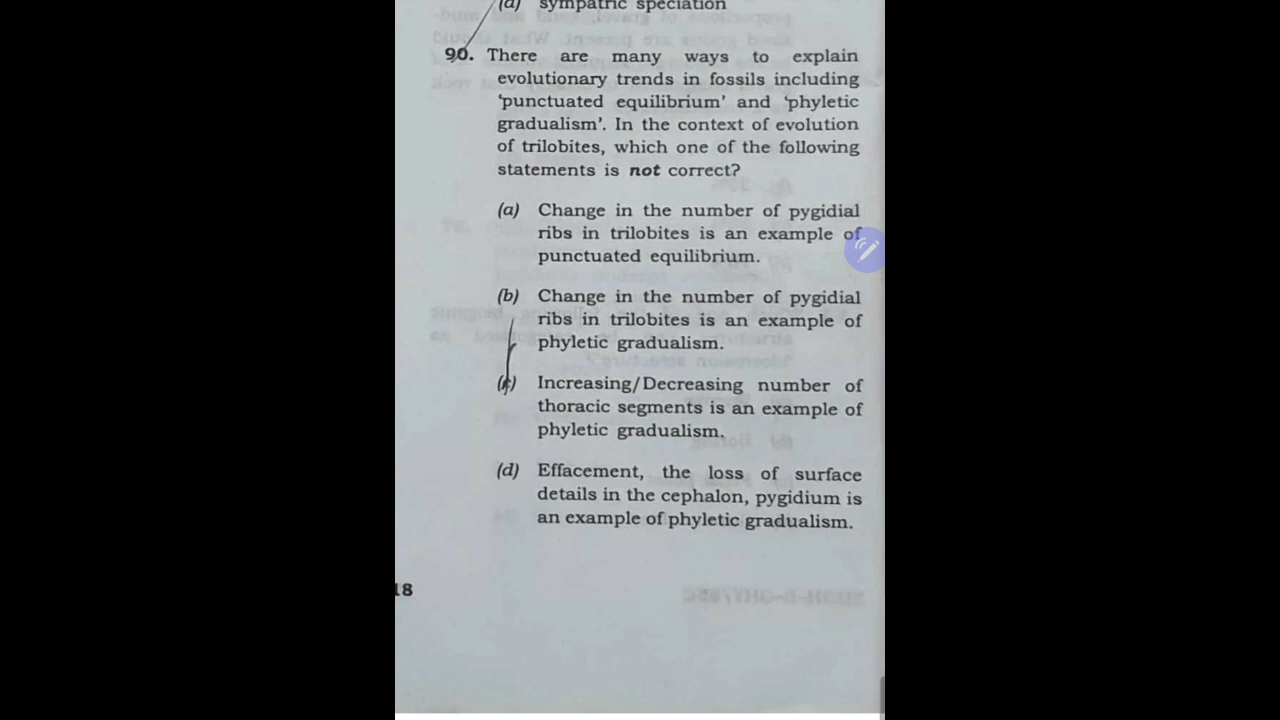 (d) sympatric speciation
90. There are many ways to explain
evolutionary trends in fossils including
‘punctuated equilibrium’ and ‘phyletic
gradualism’. In the context of evolution
of trilobites, which one of the following
statements is not correct?
(a) Change in the number of pygidial
ribs in trilobites is an example of
punctuated equilibrium.
(b) Change in the number of pygidial
ribs in trilobites is an example of
phyletic gradualism.
(c) Increasing/Decreasing number of
thoracic segments is an example of
phyletic gradualism.
(d) Effacement, the loss of surface
details in the cephalon, pygidium is
an example of phyletic gradualism.
18